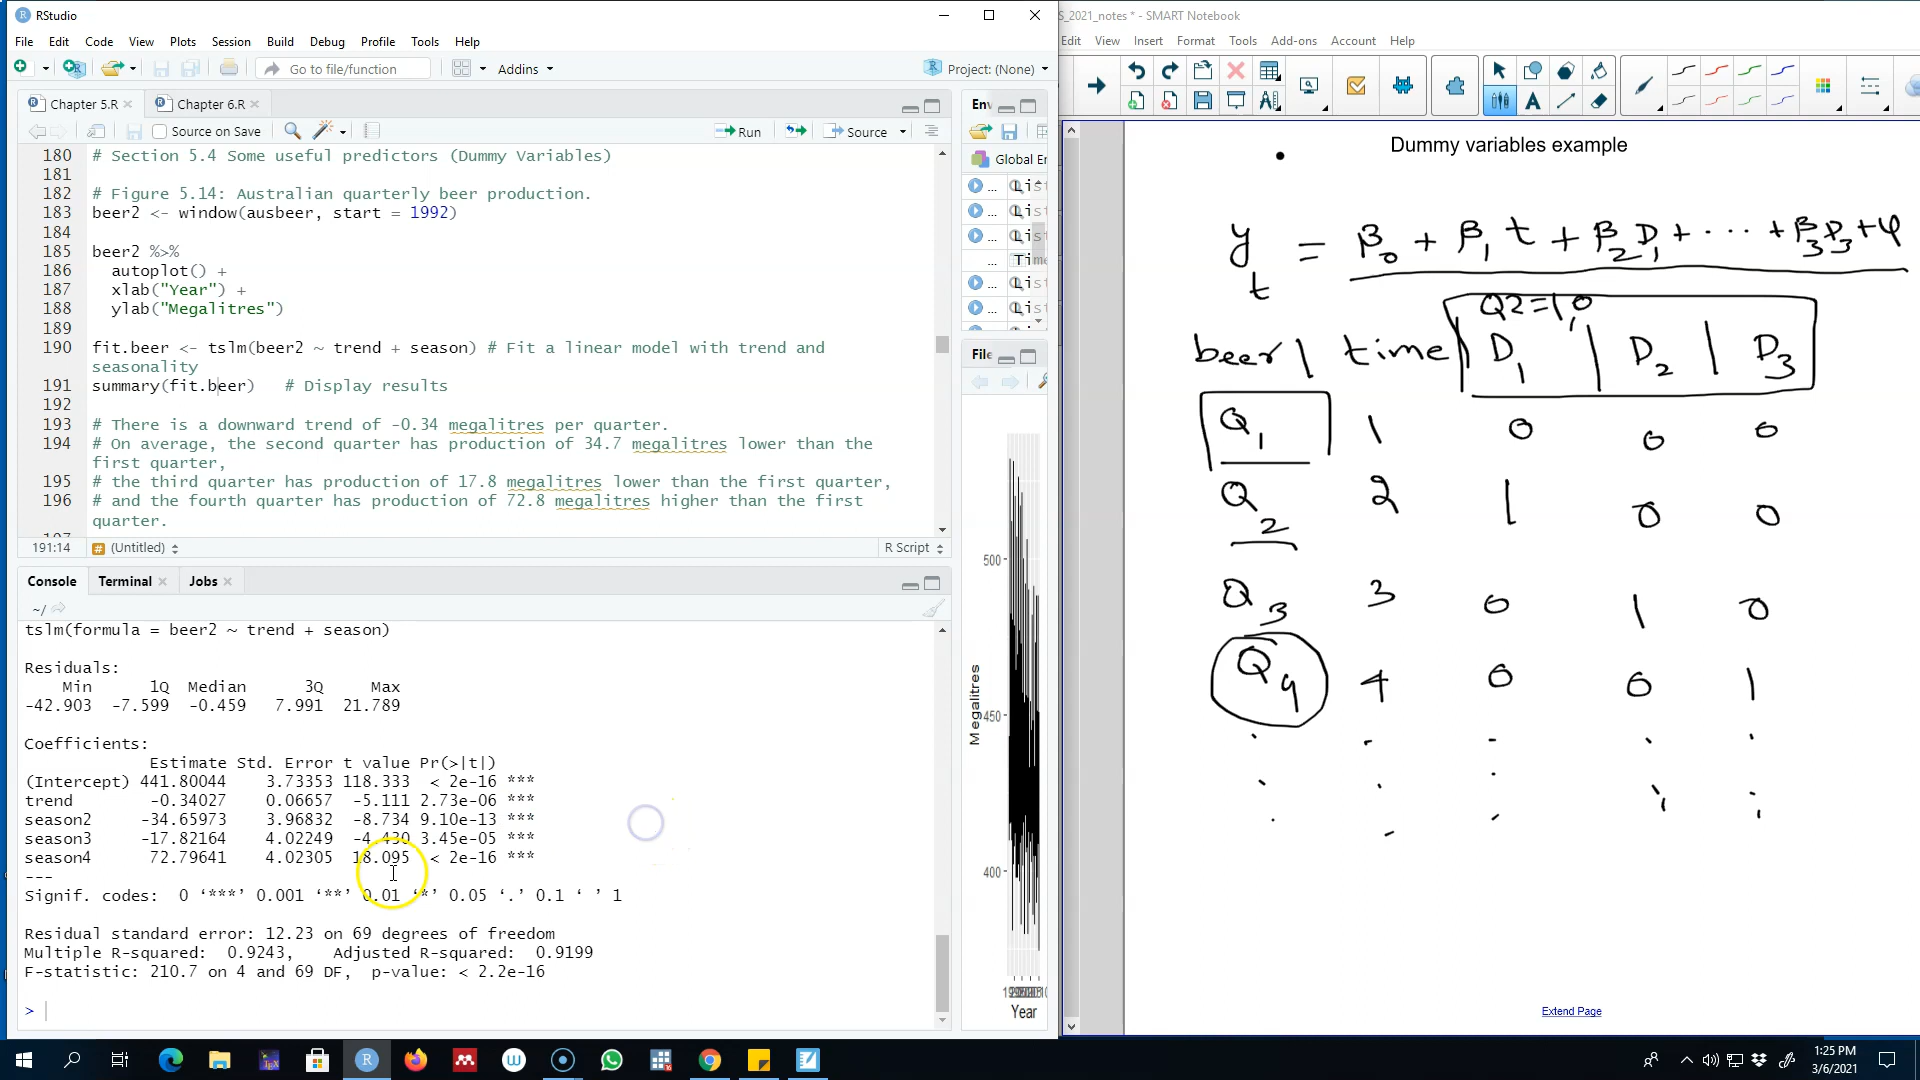 RStudio
File Edit Code View Plots Session Build Debug Profile Tools Help
Go to file/function Addins Project: (None)
Chapter 5.R Chapter 6.R
Source on Save Run Source
180 # Section 5.4 Some useful predictors (Dummy Variables)
181
182 # Figure 5.14: Australian quarterly beer production.
183 beer2 <- window(ausbeer, start = 1992)
184
185 beer2 %>%
186 autoplot() +
187 xlab("Year") +
188 ylab("Megalitres")
189
190 fit.beer <- tslm(beer2 ~ trend + season) # Fit a linear model with trend and
seasonality
191 summary(fit.beer) # Display results
192
193 # There is a downward trend of -0.34 megalitres per quarter.
194 # On average, the second quarter has production of 34.7 megalitres lower than the
first quarter,
195 # the third quarter has production of 17.8 megalitres lower than the first quarter,
196 # and the fourth quarter has production of 72.8 megalitres higher than the first
quarter.
191:14 (Untitled) R Script
Console Terminal Jobs
~/
tslm(formula = beer2 ~ trend + season)
Residuals:
Min 1Q Median 3Q Max
-42.903 -7.599 -0.459 7.991 21.789
Coefficients:
Estimate Std. Error t value Pr(>|t|)
(Intercept) 441.80044 3.73353 118.333 < 2e-16 ***
trend -0.34027 0.06657 -5.111 2.73e-06 ***
season2 -34.65973 3.96832 -8.734 9.10e-13 ***
season3 -17.82164 4.02249 -4.430 3.45e-05 ***
season4 72.79641 4.02305 18.095 < 2e-16 ***
---
Signif. codes: 0 ‘***’ 0.001 ‘**’ 0.01 ‘*’ 0.05 ‘.’ 0.1 ‘ ’ 1
Residual standard error: 12.23 on 69 degrees of freedom
Multiple R-squared: 0.9243, Adjusted R-squared: 0.9199
F-statistic: 210.7 on 4 and 69 DF, p-value: < 2.2e-16
>
Env
Global En
... List
... List
... List
... Time
... List
... List
File
Megalitres
500
450
400
Year
S_2021_notes * - SMART Notebook
Edit View Insert Format Tools Add-ons Account Help
Dummy variables example
y_t = β₀ + β₁ t + β₂ D₁ + ... + β₃ D₃ + φ
Q2=1,0
beer | time | D₁ | D₂ | D₃
Q₁ 1 0 0 0
Q₂ 2 1 0 0
Q₃ 3 0 1 0
Q₄ 4 0 0 1
Extend Page
1:25 PM
3/6/2021